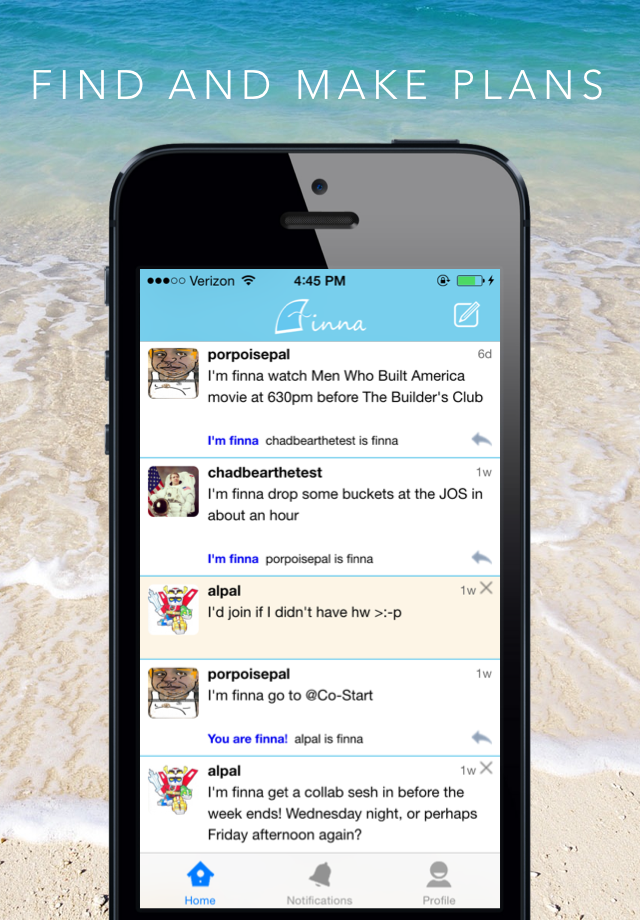 FIND AND MAKE PLANS
Verizon 4:45 PM
Finna
porpoisepal 6d
I'm finna watch Men Who Built America
movie at 630pm before The Builder's Club
I'm finna chadbearthetest is finna
chadbearthetest 1w
I'm finna drop some buckets at the JOS in
about an hour
I'm finna porpoisepal is finna
alpal 1w
I'd join if I didn't have hw >:-p
porpoisepal 1w
I'm finna go to @Co-Start
You are finna! alpal is finna
alpal 1w
I'm finna get a collab sesh in before the
week ends! Wednesday night, or perhaps
Friday afternoon again?
Home Notifications Profile